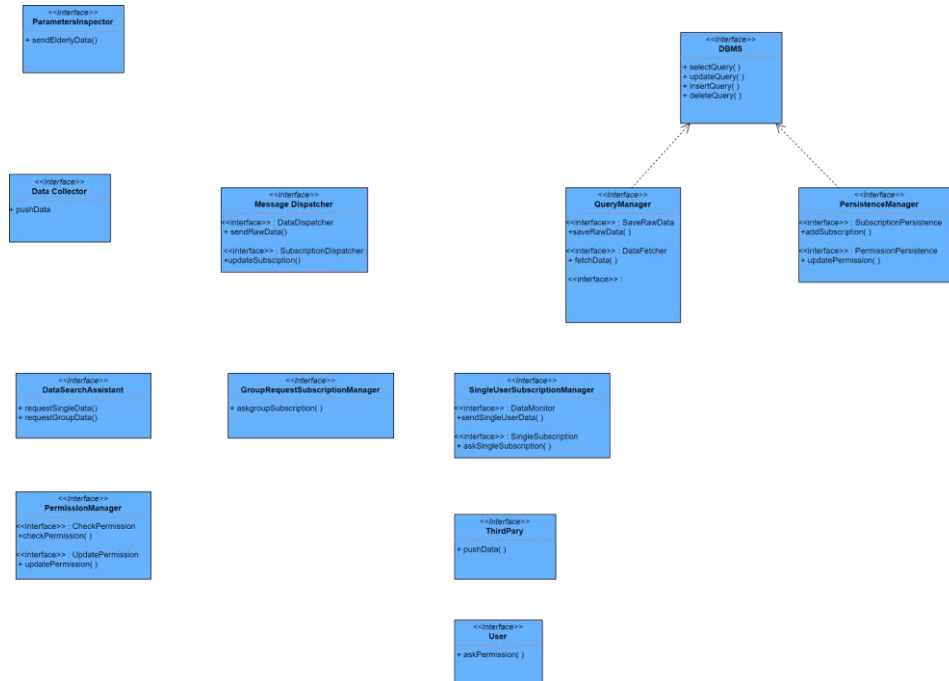 <<Interface>>
ParametersInspector
+ sendElderlyData()
<<Interface>>
DBMS
+ selectQuery( )
+ updateQuery( )
+ insertQuery( )
+ deleteQuery( )
<<Interface>>
Data Collector
+ pushData
<<Interface>>
Message Dispatcher
<<interface>> : DataDispatcher
+ sendRawData()
<<interface>> : SubscriptionDispatcher
+updateSubsciption()
<<Interface>>
QueryManager
<<interface>> : SaveRawData
+saveRawData( )
<<interface>> : DataFetcher
+ fetchData( )
<<interface>> :
<<Interface>>
PersistenceManager
<<interface>> : SubscriptionPersistence
+addSubscription( )
<<interface>> : PermissionPersistence
+ updatePermission( )
<<Interface>>
DataSearchAssistant
+ requestSingleData()
+ requestGroupData()
<<Interface>>
GroupRequestSubscriptionManager
+ askgroupSubscription( )
<<Interface>>
SingleUserSubscriptionManager
<<interface>> : DataMonitor
+sendSingleUserData( )
<<interface>> : SingleSubscription
+ askSingleSubscription( )
<<Interface>>
PermissionManager
<<interface>> : CheckPermission
+checkPermission( )
<<interface>> : UpdatePermission
+ updatePermission( )
<<Interface>>
ThirdPary
+ pushData( )
<<Interface>>
User
+ askPermission( )